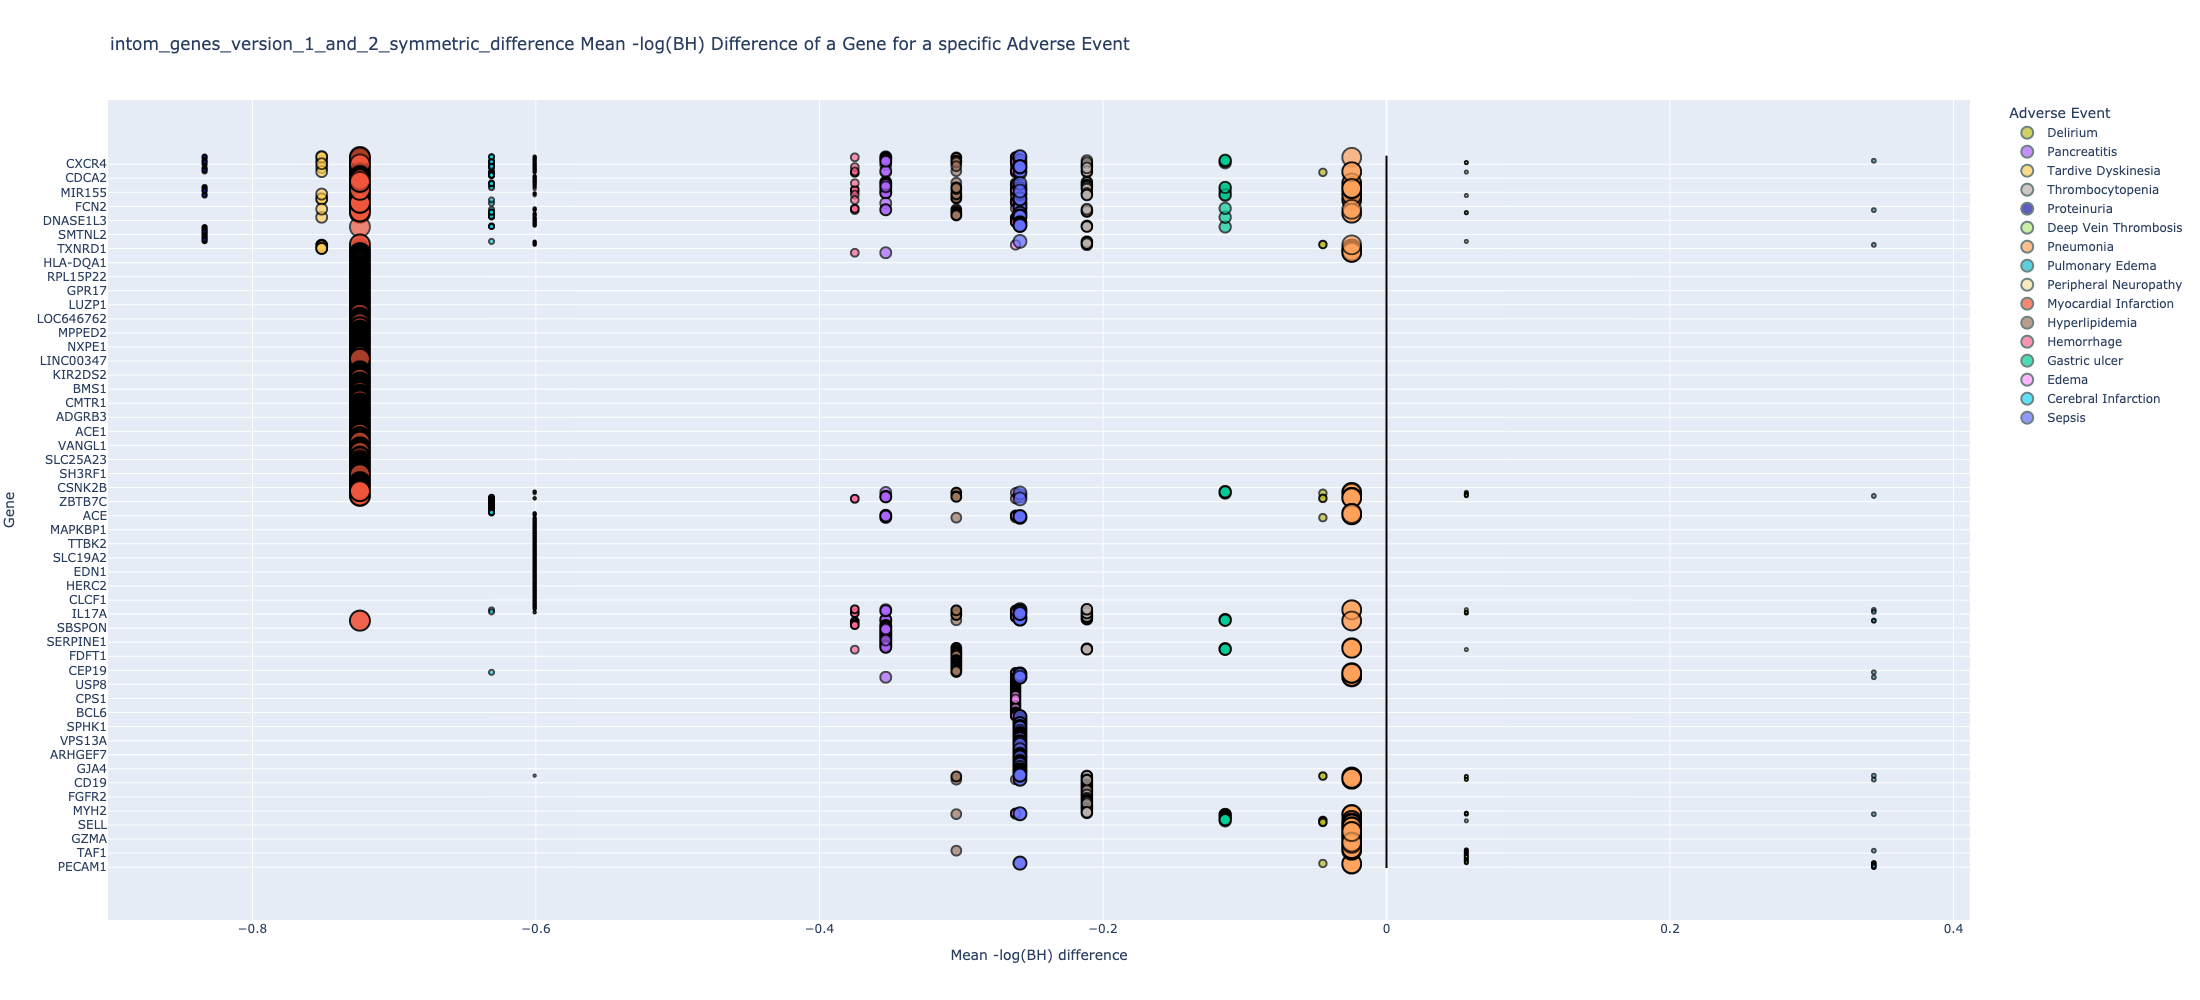 intom_genes_version_1_and_2_symmetric_difference Mean -log(BH) Difference of a Gene for a specific Adverse Event
Adverse Event
Delirium
Pancreatitis
Tardive Dyskinesia
Thrombocytopenia
Proteinuria
Deep Vein Thrombosis
Pneumonia
Pulmonary Edema
Peripheral Neuropathy
Myocardial Infarction
Hyperlipidemia
Hemorrhage
Gastric ulcer
Edema
Cerebral Infarction
Sepsis
Gene
CXCR4
CDCA2
MIR155
FCN2
DNASE1L3
SMTNL2
TXNRD1
HLA-DQA1
RPL15P22
GPR17
LUZP1
LOC646762
MPPED2
NXPE1
LINC00347
KIR2DS2
BMS1
CMTR1
ADGRB3
ACE1
VANGL1
SLC25A23
SH3RF1
CSNK2B
ZBTB7C
ACE
MAPKBP1
TTBK2
SLC19A2
EDN1
HERC2
CLCF1
IL17A
SBSPON
SERPINE1
FDFT1
CEP19
USP8
CPS1
BCL6
SPHK1
VPS13A
ARHGEF7
GJA4
CD19
FGFR2
MYH2
SELL
GZMA
TAF1
PECAM1
−0.8 −0.6 −0.4 −0.2 0 0.2 0.4
Mean -log(BH) difference